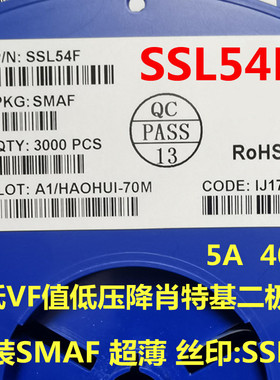 P/N: SSL54F
SSL54F
PKG: SMAF
QC
PASS
13
QTY: 3000 PCS
RoHS
LOT: A1/HAOHUI-70M
CODE: IJ17
5A 40
低VF值低压降肖特基二极
装SMAF 超薄 丝印:SSL